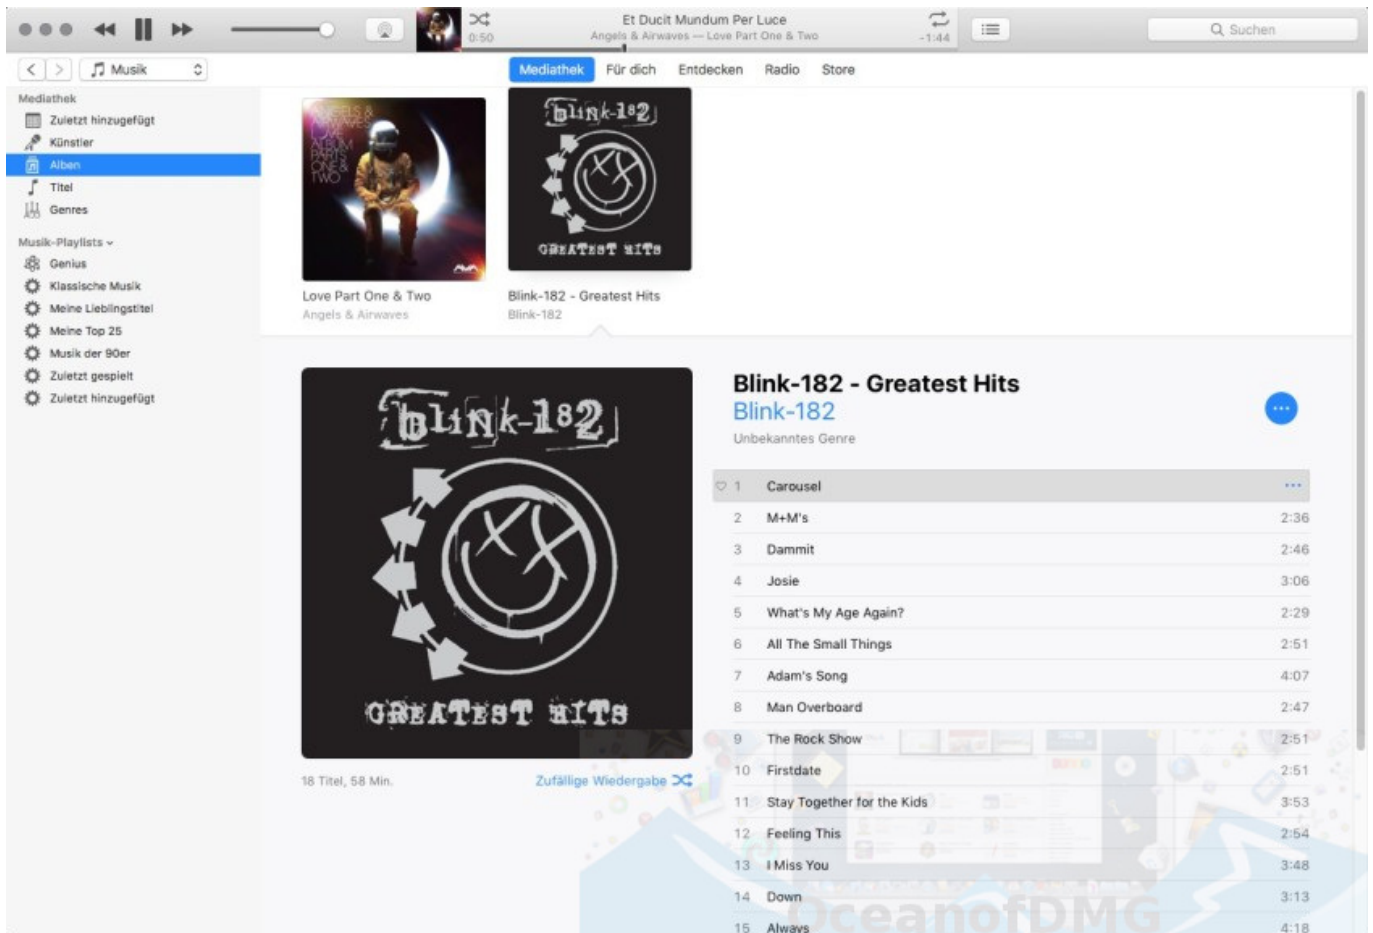 Et Ducit Mundum Per Luce
0:50
Angels & Airwaves — Love Part One & Two
-1:44
Suchen
Musik
Mediathek
Für dich
Entdecken
Radio
Store
Mediathek
Zuletzt hinzugefügt
Künstler
Alben
Titel
Genres
Musik-Playlists
Genius
Klassische Musik
Meine Lieblingstitel
Meine Top 25
Musik der 90er
Zuletzt gespielt
Zuletzt hinzugefügt
ANGELS &
AIRWAVES
LOVE
ALBUM
PARTS
ONE &
TWO
AVA
Love Part One & Two
Angels & Airwaves
blink-182
GREATEST HITS
Blink-182 - Greatest Hits
Blink-182
blink-182
GREATEST HITS
18 Titel, 58 Min.
Zufällige Wiedergabe
Blink-182 - Greatest Hits
Blink-182
Unbekanntes Genre
1 Carousel
2 M+M's 2:36
3 Dammit 2:46
4 Josie 3:06
5 What's My Age Again? 2:29
6 All The Small Things 2:51
7 Adam's Song 4:07
8 Man Overboard 2:47
9 The Rock Show 2:51
10 Firstdate 2:51
11 Stay Together for the Kids 3:53
12 Feeling This 2:54
13 I Miss You 3:48
14 Down 3:13
15 Always 4:18
OceanofDMG